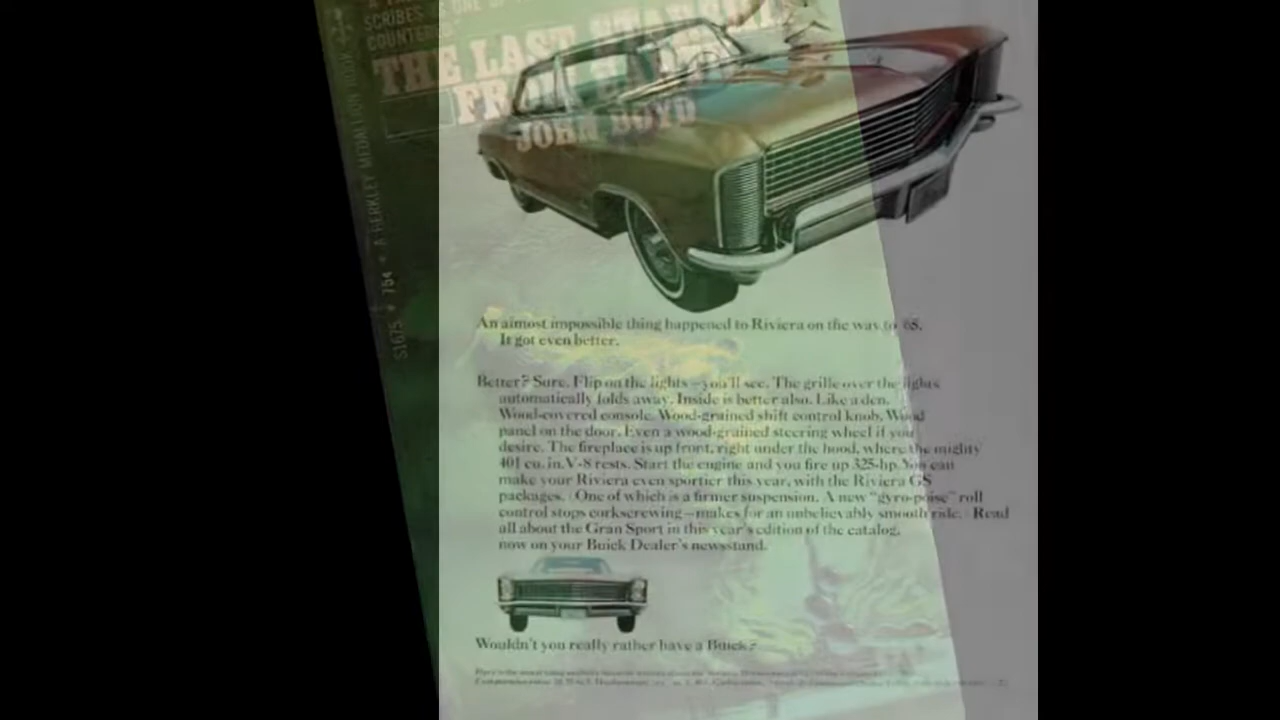 SCRIBES
COUNTERED"
THE LAST STARSHIP
FROM EARTH
JOHN BOYD
A BERKLEY MEDALLION BOOK
S1675 * 754 *
An almost impossible thing happened to Riviera on the way to '65.
It got even better.
Better? Sure. Flip on the lights—you'll see. The grille over the lights
automatically folds away. Inside is better also. Like a den.
Wood-covered console. Wood-grained shift control knob. Wood
panel on the door. Even a wood-grained steering wheel if you
desire. The fireplace is up front, right under the hood, where the mighty
401 cu. in. V-8 rests. Start the engine and you fire up 325-hp. You can
make your Riviera even sportier this year, with the Riviera GS
packages. One of which is a firmer suspension. A new "gyro-poise" roll
control stops corkscrewing—makes for an unbelievably smooth ride. Read
all about the Gran Sport in this year's edition of the catalog,
now on your Buick Dealer's newsstand.
Wouldn't you really rather have a Buick?